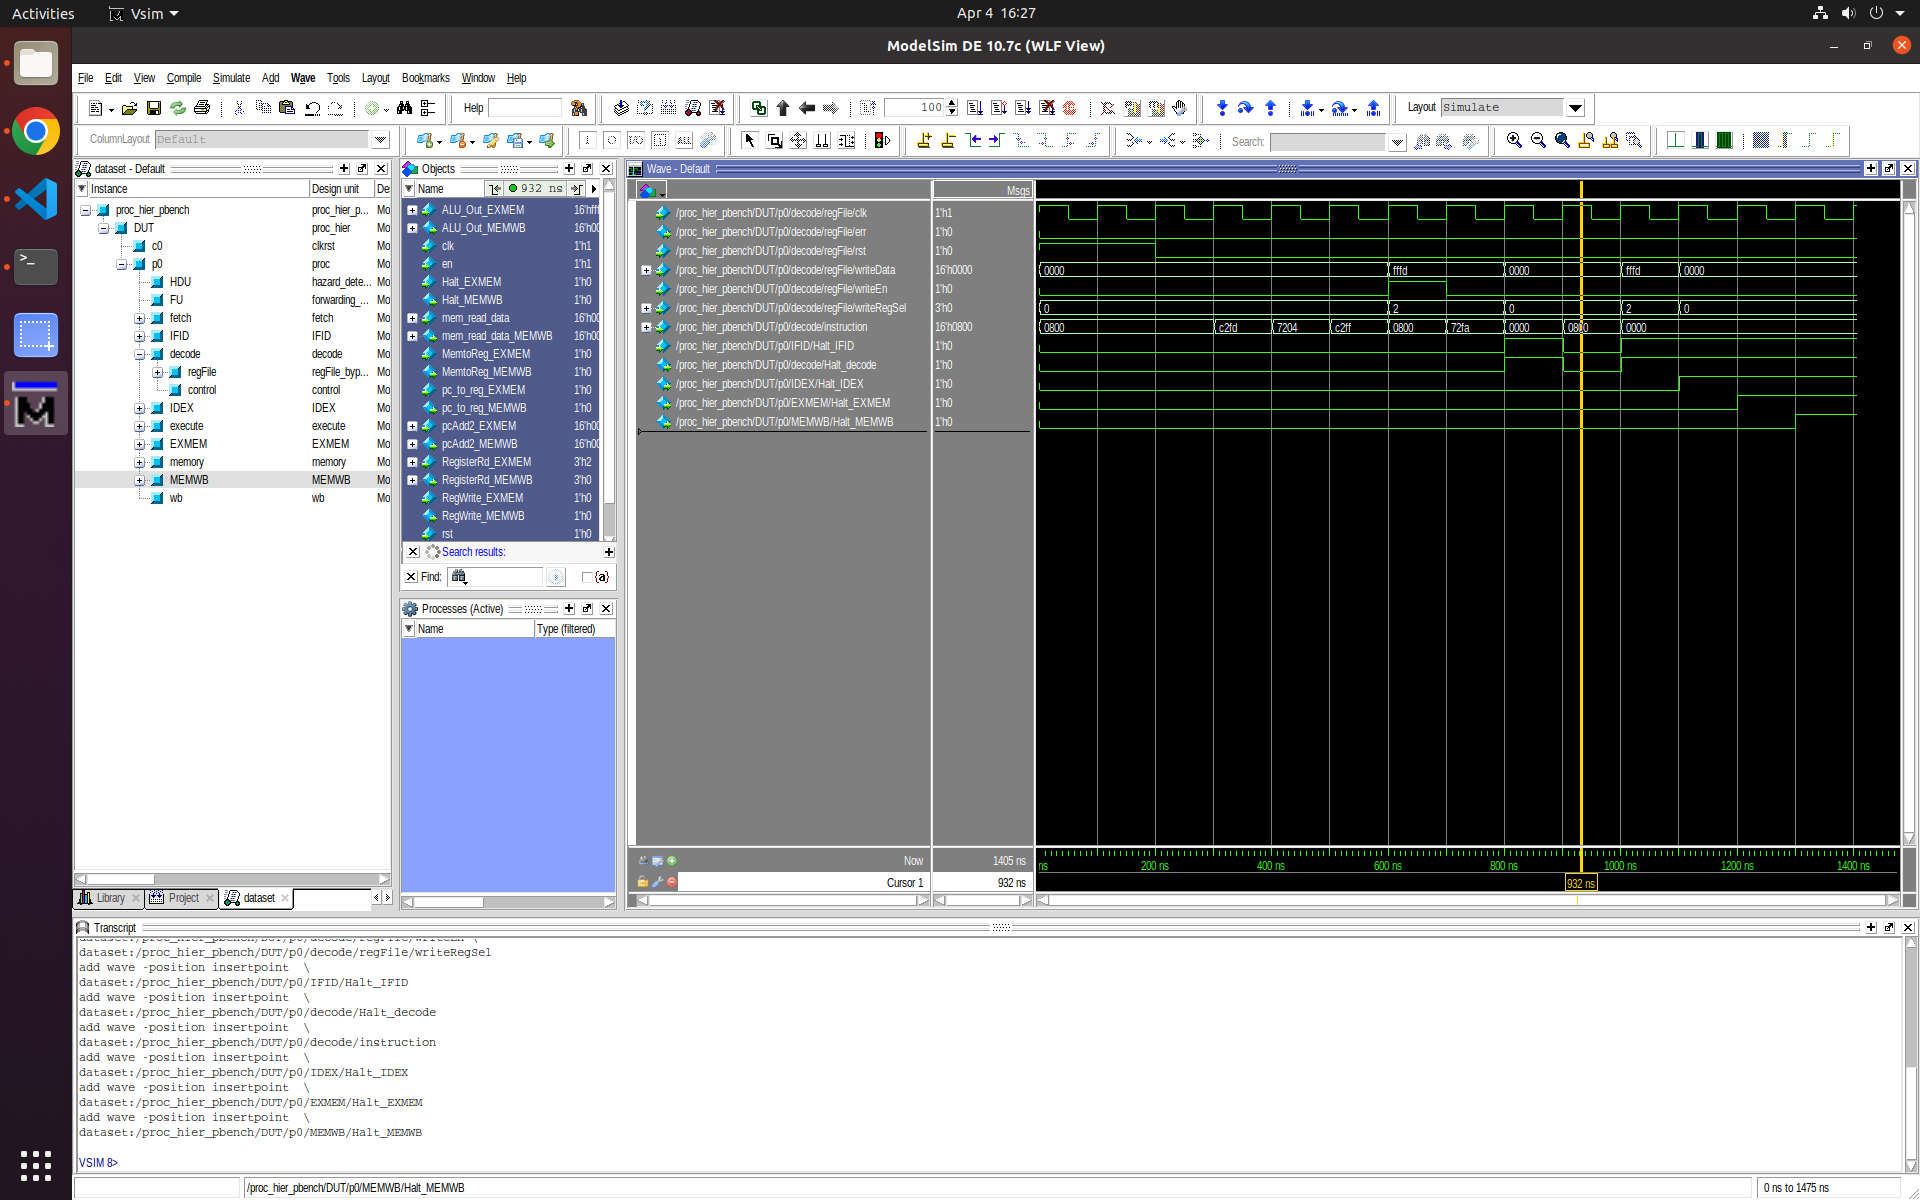 Activities
Vsim
Apr 4 16:27
ModelSim DE 10.7c (WLF View)
File Edit View Compile Simulate Add Wave Tools Layout Bookmarks Window Help
Help
100
Layout Simulate
ColumnLayout Default
Search:
dataset - Default
Instance Design unit De
proc_hier_pbench proc_hier_p... Mo
DUT proc_hier Mo
c0 clkrst Mo
p0 proc Mo
HDU hazard_dete... Mo
FU forwarding_... Mo
fetch fetch Mo
IFID IFID Mo
decode decode Mo
regFile regFile_byp... Mo
control control Mo
IDEX IDEX Mo
execute execute Mo
EXMEM EXMEM Mo
memory memory Mo
MEMWB MEMWB Mo
wb wb Mo
Library Project dataset
Objects
Name 932 ns
ALU_Out_EXMEM 16'hfff
ALU_Out_MEMWB 16'h00
clk 1'h1
en 1'h1
Halt_EXMEM 1'h0
Halt_MEMWB 1'h0
mem_read_data 16'h00
mem_read_data_MEMWB 16'h00
MemtoReg_EXMEM 1'h0
MemtoReg_MEMWB 1'h0
pc_to_reg_EXMEM 1'h0
pc_to_reg_MEMWB 1'h0
pcAdd2_EXMEM 16'h00
pcAdd2_MEMWB 16'h00
RegisterRd_EXMEM 3'h2
RegisterRd_MEMWB 3'h0
RegWrite_EXMEM 1'h0
RegWrite_MEMWB 1'h0
rst 1'h0
Search results:
Find:
Processes (Active)
Name Type (filtered)
Wave - Default
Msgs
/proc_hier_pbench/DUT/p0/decode/regFile/clk 1'h1
/proc_hier_pbench/DUT/p0/decode/regFile/err 1'h0
/proc_hier_pbench/DUT/p0/decode/regFile/rst 1'h0
/proc_hier_pbench/DUT/p0/decode/regFile/writeData 16'h0000 0000 fffd 0000 fffd 0000
/proc_hier_pbench/DUT/p0/decode/regFile/writeEn 1'h0
/proc_hier_pbench/DUT/p0/decode/regFile/writeRegSel 3'h0 0 2 0 2 0
/proc_hier_pbench/DUT/p0/decode/instruction 16'h0800 0800 c2fd 7204 c2ff 0800 72fa 0000 0800 0000
/proc_hier_pbench/DUT/p0/IFID/Halt_IFID 1'h0
/proc_hier_pbench/DUT/p0/decode/Halt_decode 1'h0
/proc_hier_pbench/DUT/p0/IDEX/Halt_IDEX 1'h0
/proc_hier_pbench/DUT/p0/EXMEM/Halt_EXMEM 1'h0
/proc_hier_pbench/DUT/p0/MEMWB/Halt_MEMWB 1'h0
Now 1405 ns
ns 200 ns 400 ns 600 ns 800 ns 1000 ns 1200 ns 1400 ns
Cursor 1 932 ns
932 ns
Transcript
dataset:/proc_hier_pbench/DUT/p0/decode/regFile/writeEn \
dataset:/proc_hier_pbench/DUT/p0/decode/regFile/writeRegSel
add wave -position insertpoint \
dataset:/proc_hier_pbench/DUT/p0/IFID/Halt_IFID
add wave -position insertpoint \
dataset:/proc_hier_pbench/DUT/p0/decode/Halt_decode
add wave -position insertpoint \
dataset:/proc_hier_pbench/DUT/p0/decode/instruction
add wave -position insertpoint \
dataset:/proc_hier_pbench/DUT/p0/IDEX/Halt_IDEX
add wave -position insertpoint \
dataset:/proc_hier_pbench/DUT/p0/EXMEM/Halt_EXMEM
add wave -position insertpoint \
dataset:/proc_hier_pbench/DUT/p0/MEMWB/Halt_MEMWB
VSIM 8>
/proc_hier_pbench/DUT/p0/MEMWB/Halt_MEMWB
0 ns to 1475 ns